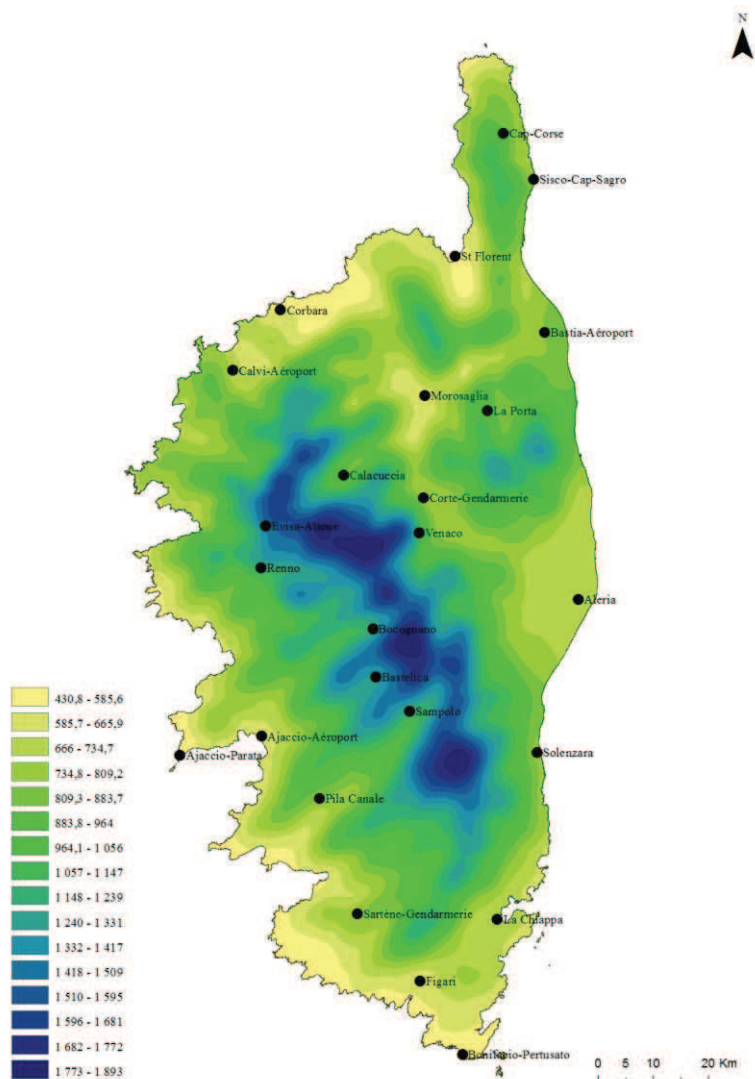 N
Cap-Corse
Sisco-Cap-Sagro
St Florent
Corbara
Bastia-Aéroport
Calvi-Aéroport
Morosaglia
La Porta
Calacuccia
Corte-Gendarmerie
Evisa-Aïtone
Venaco
Renno
Aleria
Bocognano
Bastelica
Sampolo
Ajaccio-Aéroport
Ajaccio-Parata
Solenzara
Pila Canale
Sartène-Gendarmerie
La Chiappa
Figari
Bonifacio-Pertusato
430,8 - 585,6
585,7 - 665,9
666 - 734,7
734,8 - 809,2
809,3 - 883,7
883,8 - 964
964,1 - 1 056
1 057 - 1 147
1 148 - 1 239
1 240 - 1 331
1 332 - 1 417
1 418 - 1 509
1 510 - 1 595
1 596 - 1 681
1 682 - 1 772
1 773 - 1 893
0 5 10 20 Km